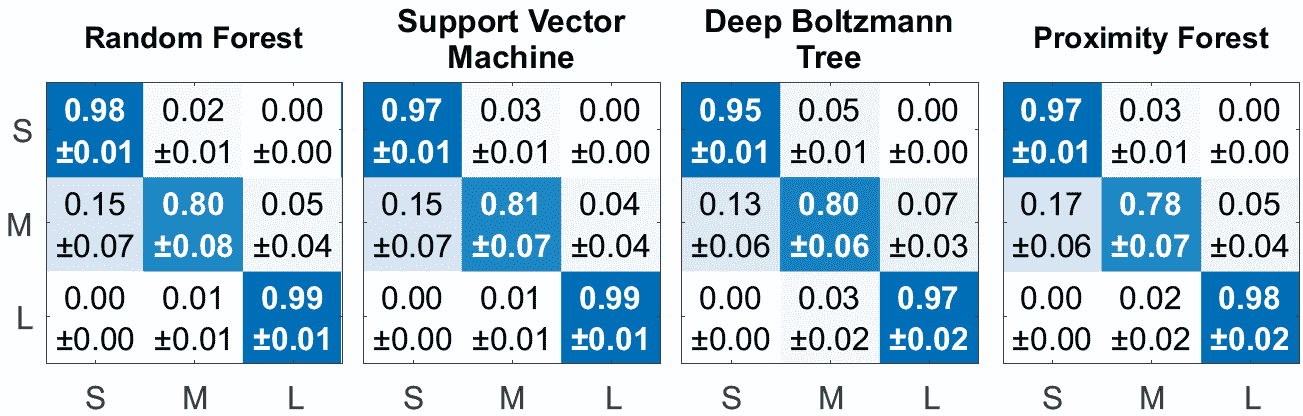 Random Forest
Support Vector
Machine
Deep Boltzmann
Tree
Proximity Forest
S
0.98 0.02 0.00
±0.01 ±0.01 ±0.00
M
0.15 0.80 0.05
±0.07 ±0.08 ±0.04
L
0.00 0.01 0.99
±0.00 ±0.01 ±0.01
S M L
0.97 0.03 0.00
±0.01 ±0.01 ±0.00
0.15 0.81 0.04
±0.07 ±0.07 ±0.04
0.00 0.01 0.99
±0.00 ±0.01 ±0.01
S M L
0.95 0.05 0.00
±0.01 ±0.01 ±0.00
0.13 0.80 0.07
±0.06 ±0.06 ±0.03
0.00 0.03 0.97
±0.00 ±0.02 ±0.02
S M L
0.97 0.03 0.00
±0.01 ±0.01 ±0.00
0.17 0.78 0.05
±0.06 ±0.07 ±0.04
0.00 0.02 0.98
±0.00 ±0.02 ±0.02
S M L